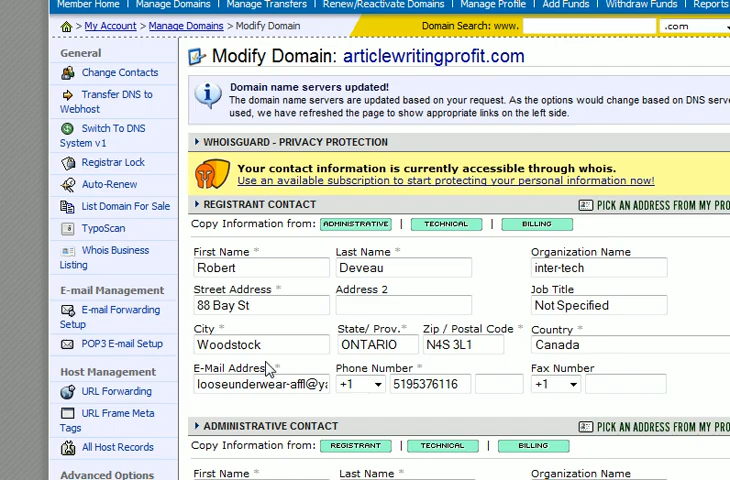 Member Home | Manage Domains | Manage Transfers | Renew/Reactivate Domains | Manage Profile | Add Funds | Withdraw Funds | Reports
> My Account > Manage Domains > Modify Domain
Domain Search: www. .com
General
Change Contacts
Transfer DNS to Webhost
Switch To DNS System v1
Registrar Lock
Auto-Renew
List Domain For Sale
TypoScan
Whois Business Listing
E-mail Management
E-mail Forwarding Setup
POP3 E-mail Setup
Host Management
URL Forwarding
URL Frame Meta Tags
All Host Records
Advanced Options
Modify Domain: articlewritingprofit.com
Domain name servers updated!
The domain name servers are updated based on your request. As the options would change based on DNS serve
used, we have refreshed the page to show appropriate links on the left side.
WHOISGUARD - PRIVACY PROTECTION
Your contact information is currently accessible through whois.
Use an available subscription to start protecting your personal information now!
REGISTRANT CONTACT
PICK AN ADDRESS FROM MY PRO
Copy Information from: ADMINISTRATIVE | TECHNICAL | BILLING
First Name * Last Name * Organization Name
Robert Deveau inter-tech
Street Address * Address 2 Job Title
88 Bay St Not Specified
City * State/ Prov.* Zip / Postal Code * Country *
Woodstock ONTARIO N4S 3L1 Canada
E-Mail Address * Phone Number * Fax Number
looseunderwear-affl@ya +1 5195376116 +1
ADMINISTRATIVE CONTACT
PICK AN ADDRESS FROM MY PRO
Copy Information from: REGISTRANT | TECHNICAL | BILLING
First Name * Last Name * Organization Name